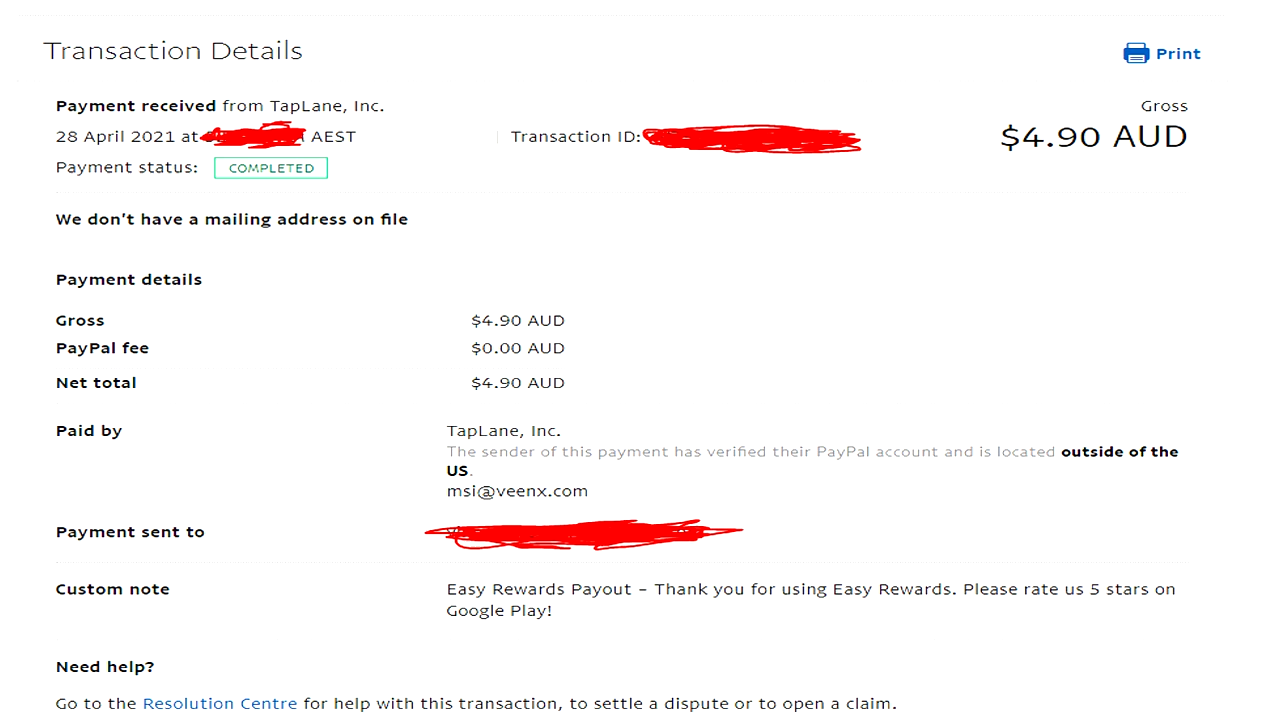 Transaction Details
Print
Payment received from TapLane, Inc.
Gross
28 April 2021 at AEST
Transaction ID:
$4.90 AUD
Payment status: COMPLETED
We don't have a mailing address on file
Payment details
Gross $4.90 AUD
PayPal fee $0.00 AUD
Net total $4.90 AUD
Paid by TapLane, Inc.
The sender of this payment has verified their PayPal account and is located outside of the
US.
msi@veenx.com
Payment sent to
Custom note Easy Rewards Payout - Thank you for using Easy Rewards. Please rate us 5 stars on
Google Play!
Need help?
Go to the Resolution Centre for help with this transaction, to settle a dispute or to open a claim.